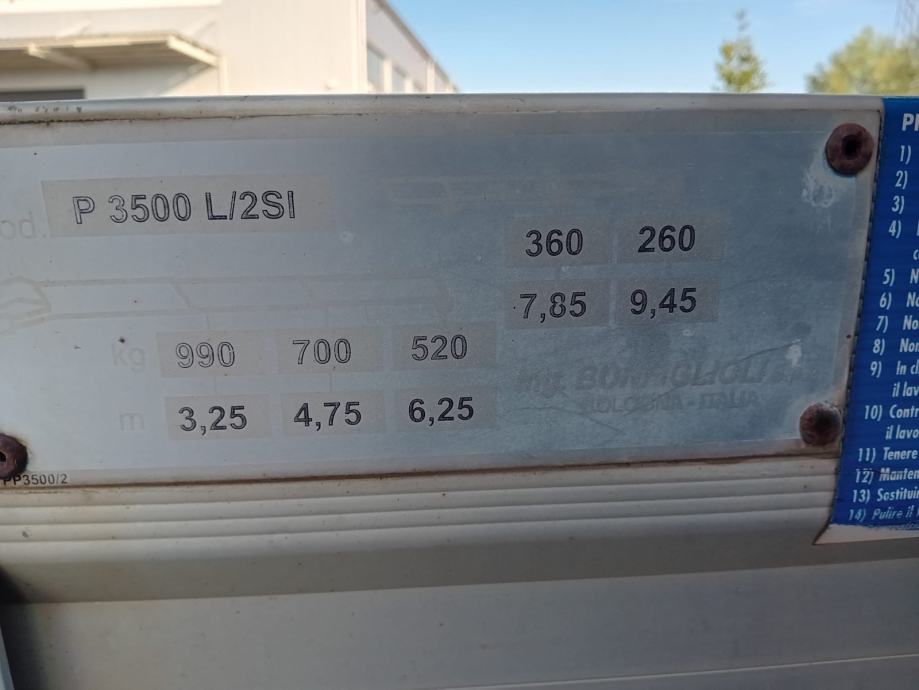 od. P 3500 L/2SI
360 260
7,85 9,45
kg 990 700 520
m 3,25 4,75 6,25
ing. BONFIGLIOLI
BOLOGNA - ITALIA
PP3500/2
1)
2)
3)
4)
5) N
6) No
7) No
8) Non
9) In c
il lav
10) Contr
il lavo
11) Tenere
12) Manten
13) Sostitui
14) Pulire il